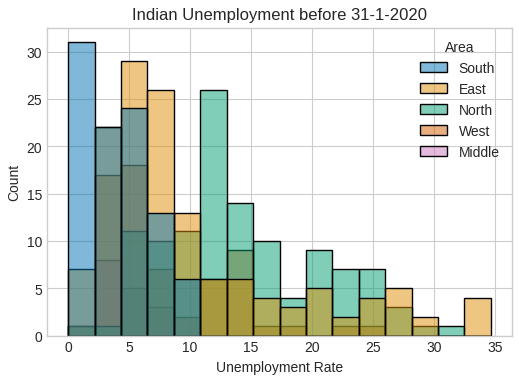 Indian Unemployment before 31-1-2020
Count
30
25
20
15
10
5
0
Area
South
East
North
West
Middle
0 5 10 15 20 25 30 35
Unemployment Rate